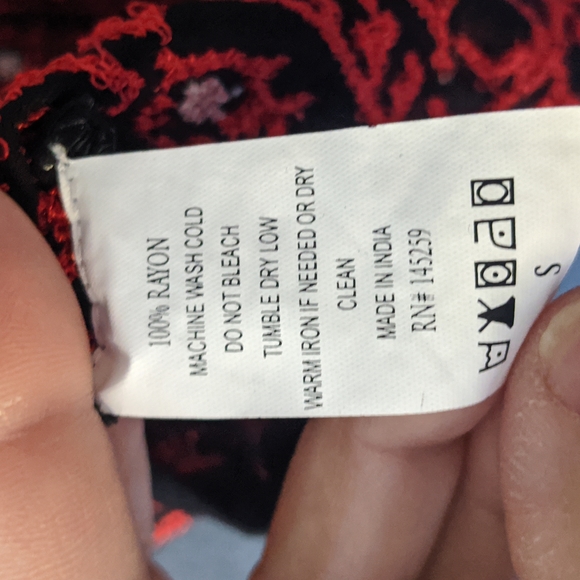 100% RAYON
MACHINE WASH COLD
DO NOT BLEACH
TUMBLE DRY LOW
WARM IRON IF NEEDED OR DRY
CLEAN
MADE IN INDIA
RN# 145259
S